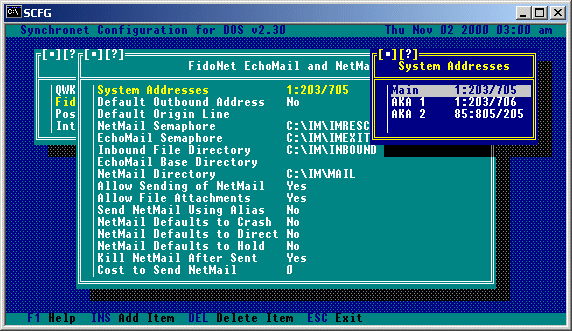 SCFG
Synchronet Configuration for DOS v2.30 Thu Nov 02 2000 03:00 am
[■][?
QWK
Fid
Pos
Int
[■][?]
FidoNet EchoMail and NetMa
System Addresses 1:203/705
Default Outbound Address No
Default Origin Line
NetMail Semaphore C:\IM\IMRESC
EchoMail Semaphore C:\IM\IMEXIT
Inbound File Directory C:\IM\INBOUND
EchoMail Base Directory
NetMail Directory C:\IM\MAIL
Allow Sending of NetMail Yes
Allow File Attachments Yes
Send NetMail Using Alias No
NetMail Defaults to Crash No
NetMail Defaults to Direct No
NetMail Defaults to Hold No
Kill NetMail After Sent Yes
Cost to Send NetMail 0
[■][?]
System Addresses
Main 1:203/705
AKA 1 1:203/706
AKA 2 85:805/205
F1 Help INS Add Item DEL Delete Item ESC Exit